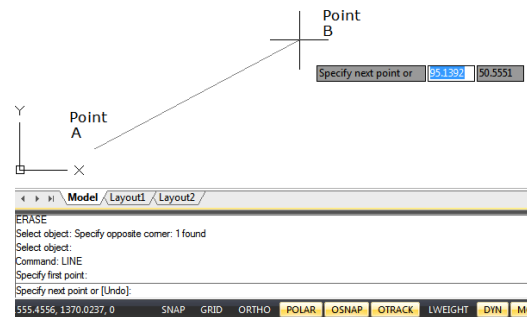 Point
B
Specify next point or 95.1392 50.5551
Y
Point
A
X
Model Layout1 Layout2
ERASE
Select object: Specify opposite corner: 1 found
Select object:
Command: LINE
Specify first point:
Specify next point or [Undo]:
555.4556, 1370.0237, 0 SNAP GRID ORTHO POLAR OSNAP OTRACK LWEIGHT DYN